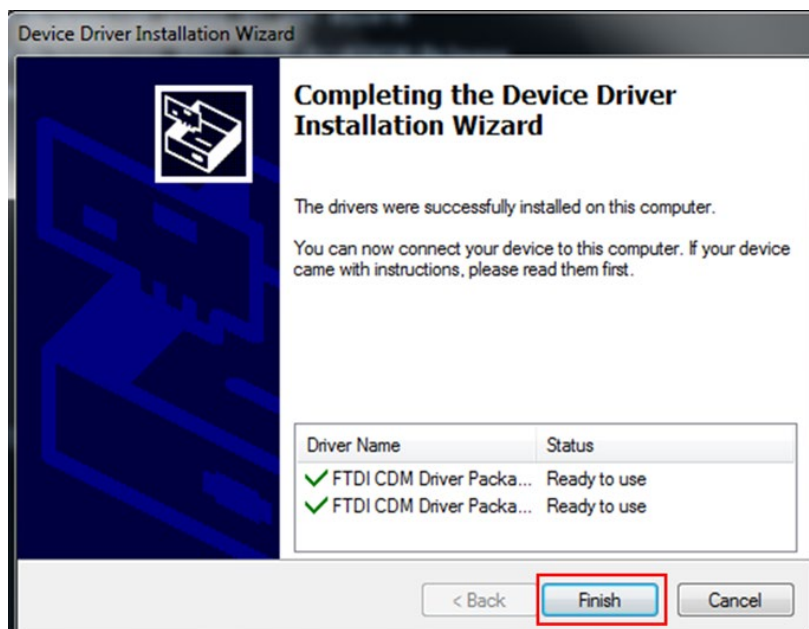 Device Driver Installation Wizard
Completing the Device Driver
Installation Wizard
The drivers were successfully installed on this computer.
You can now connect your device to this computer. If your device
came with instructions, please read them first.
Driver Name Status
FTDI CDM Driver Packa... Ready to use
FTDI CDM Driver Packa... Ready to use
< Back Finish Cancel